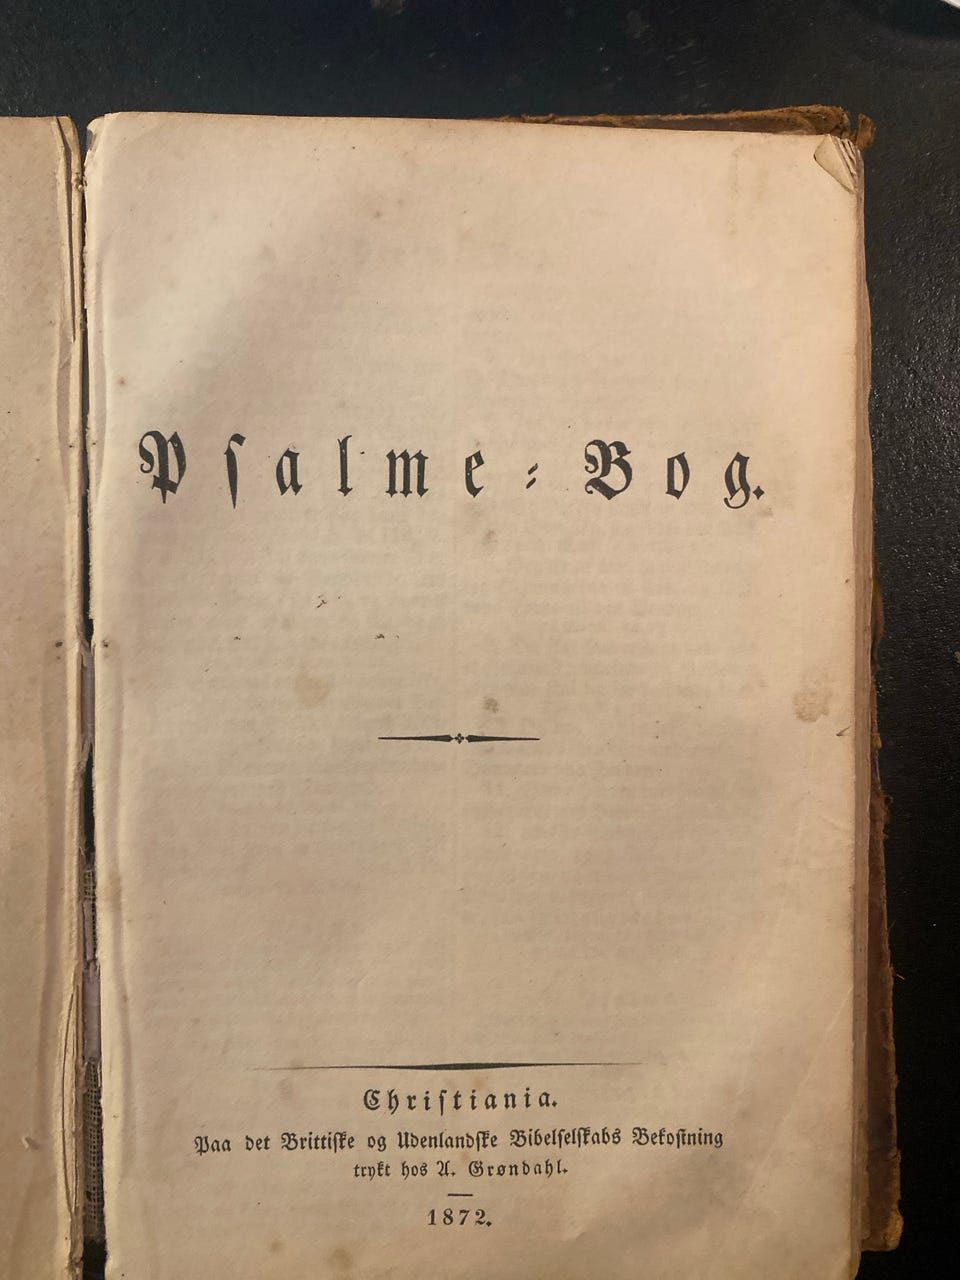 Psalme-Bog.
Christiania.
Paa det Brittiske og Udenlandske Bibelselskabs Bekostning
trykt hos A. Grøndahl.
1872.